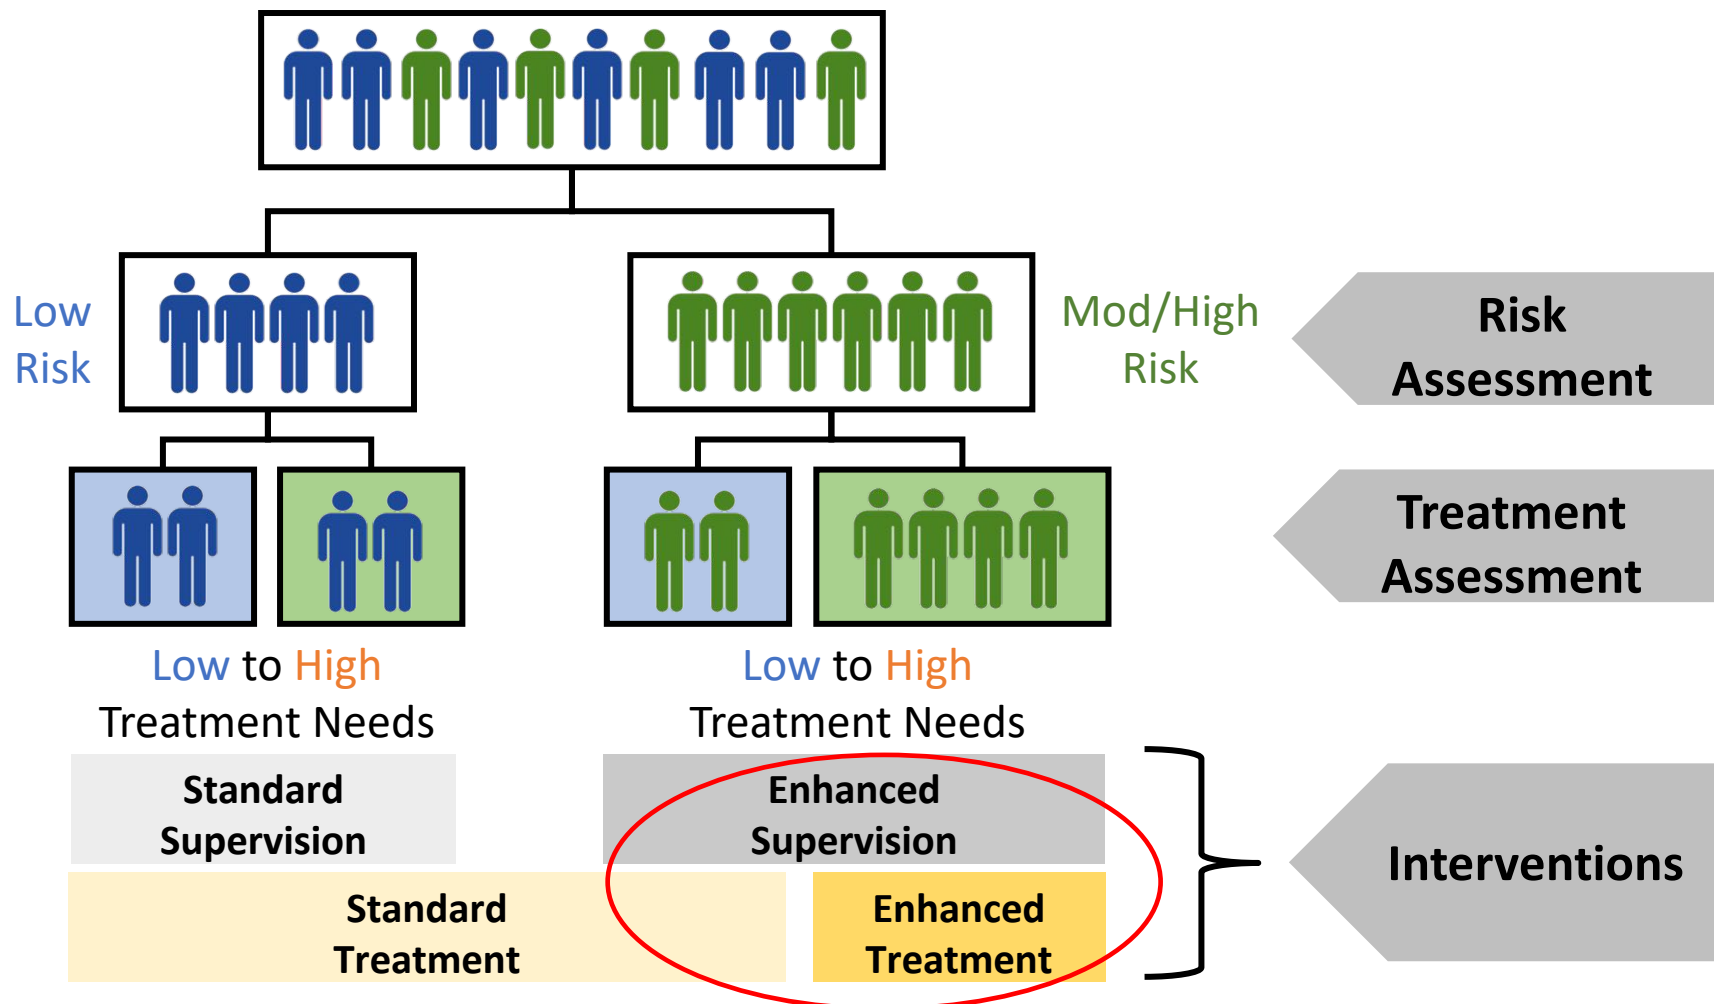 Low
Risk
Mod/High
Risk
Risk
Assessment
Treatment
Assessment
Low to High
Treatment Needs
Low to High
Treatment Needs
Standard
Supervision
Enhanced
Supervision
Standard
Treatment
Enhanced
Treatment
Interventions